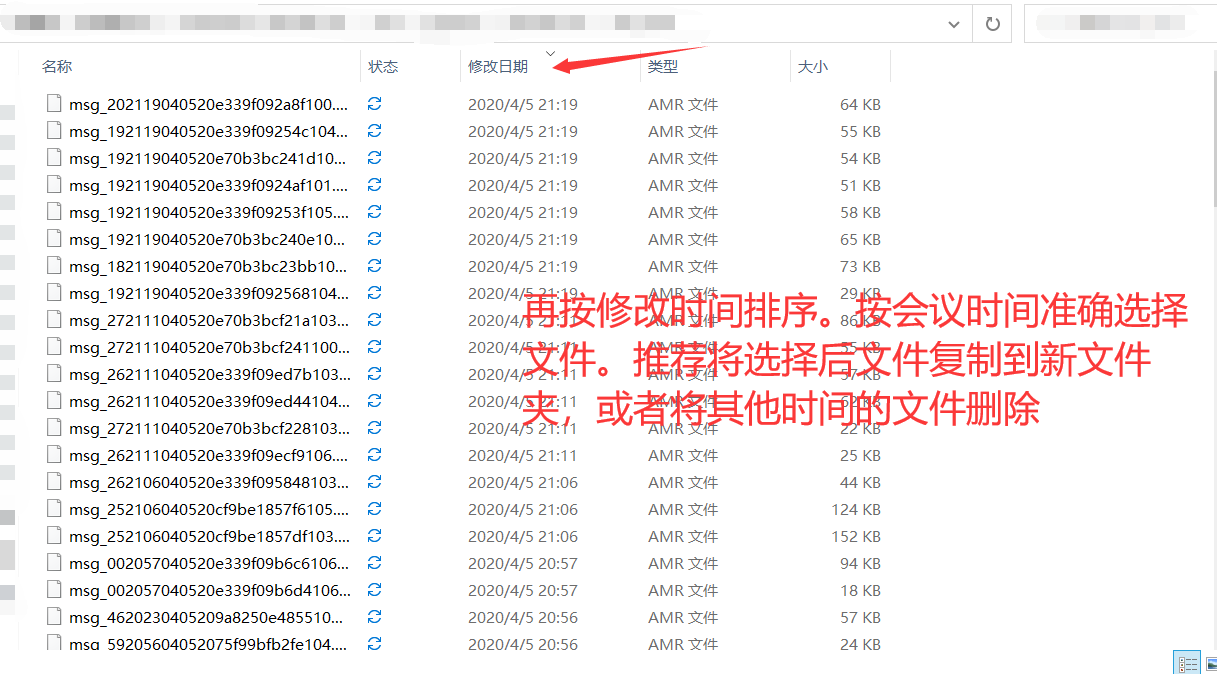 名称 状态 修改日期 类型 大小
msg_202119040520e339f092a8f100.... 2020/4/5 21:19 AMR 文件 64 KB
msg_192119040520e339f09254c104... 2020/4/5 21:19 AMR 文件 55 KB
msg_192119040520e70b3bc241d10... 2020/4/5 21:19 AMR 文件 54 KB
msg_192119040520e339f0924af101.... 2020/4/5 21:19 AMR 文件 51 KB
msg_192119040520e339f09253f105.... 2020/4/5 21:19 AMR 文件 58 KB
msg_192119040520e70b3bc240e10... 2020/4/5 21:19 AMR 文件 65 KB
msg_182119040520e70b3bc23bb10... 2020/4/5 21:19 AMR 文件 73 KB
msg_192119040520e339f092568104... 2020/4/5 21:19 AMR 文件 29 KB
msg_272111040520e70b3bcf21a103... 2020/4/5 21:11 AMR 文件 86 KB
msg_272111040520e70b3bcf241100... 2020/4/5 21:11 AMR 文件 55 KB
msg_262111040520e339f09ed7b103... 2020/4/5 21:11 AMR 文件 57 KB
msg_262111040520e339f09ed44104... 2020/4/5 21:11 AMR 文件 62 KB
msg_272111040520e70b3bcf228103... 2020/4/5 21:11 AMR 文件 22 KB
msg_262111040520e339f09ecf9106.... 2020/4/5 21:11 AMR 文件 25 KB
msg_262106040520e339f095848103... 2020/4/5 21:06 AMR 文件 44 KB
msg_252106040520cf9be1857f6105.... 2020/4/5 21:06 AMR 文件 124 KB
msg_252106040520cf9be1857df103.... 2020/4/5 21:06 AMR 文件 152 KB
msg_002057040520e339f09b6c6106... 2020/4/5 20:57 AMR 文件 94 KB
msg_002057040520e339f09b6d4106... 2020/4/5 20:57 AMR 文件 18 KB
msg_4620230405209a8250e485510... 2020/4/5 20:56 AMR 文件 57 KB
msg_59205604052075f99bfb2fe104.... 2020/4/5 20:56 AMR 文件 24 KB
再按修改时间排序。按会议时间准确选择
文件。推荐将选择后文件复制到新文件
夹，或者将其他时间的文件删除